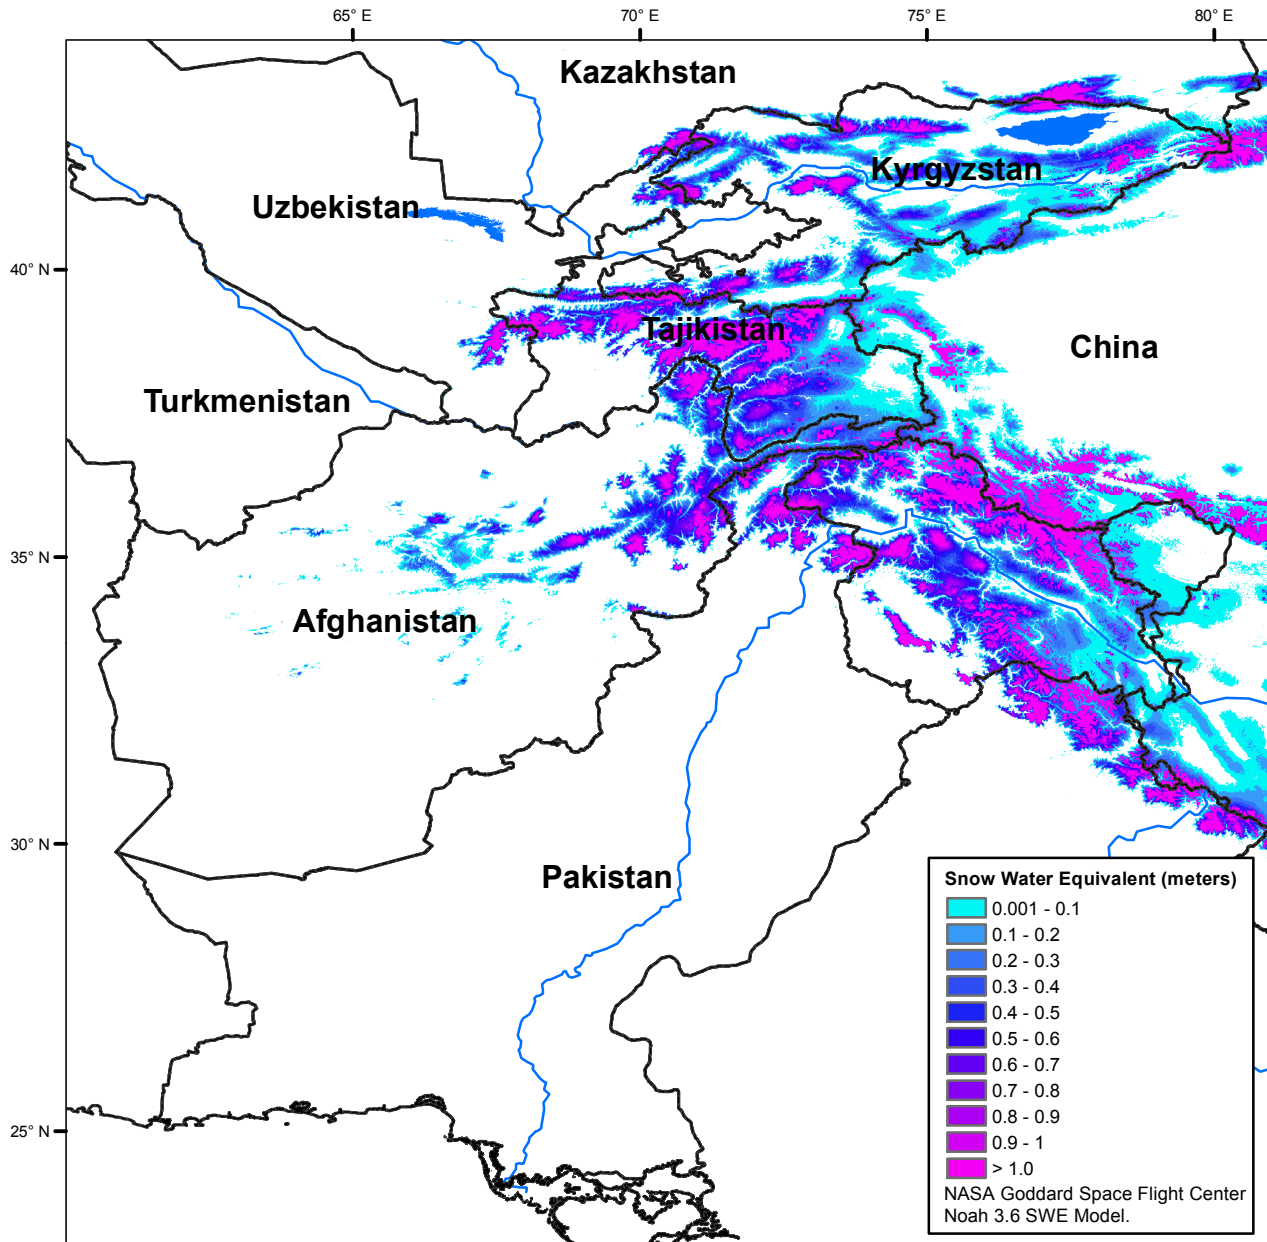 65° E 70° E 75° E 80° E
Kazakhstan
Kyrgyzstan
Uzbekistan
40° N
Tajikistan
China
Turkmenistan
35° N
Afghanistan
30° N
Pakistan
25° N
Snow Water Equivalent (meters)
0.001 - 0.1
0.1 - 0.2
0.2 - 0.3
0.3 - 0.4
0.4 - 0.5
0.5 - 0.6
0.6 - 0.7
0.7 - 0.8
0.8 - 0.9
0.9 - 1
> 1.0
NASA Goddard Space Flight Center
Noah 3.6 SWE Model.